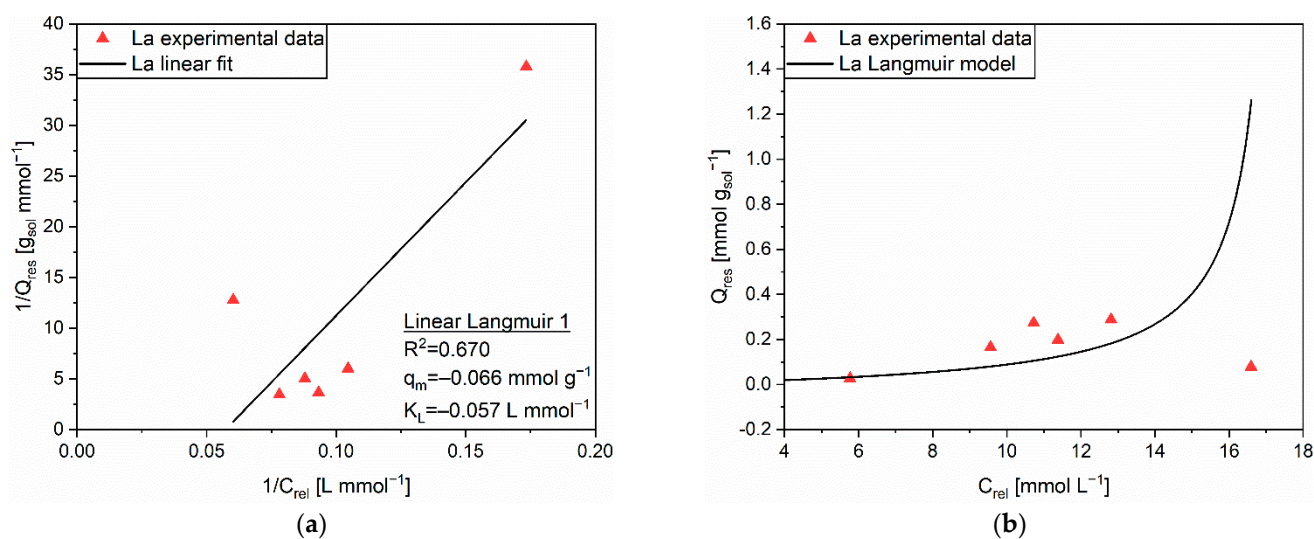 La experimental data
La linear fit
40
35
30
25
20
15
10
5
0
1/Q_res [g_sol mmol⁻¹]
Linear Langmuir 1
R²=0.670
q_m=–0.066 mmol g⁻¹
K_L=–0.057 L mmol⁻¹
0.00 0.05 0.10 0.15 0.20
1/C_rel [L mmol⁻¹]
(a)
La experimental data
La Langmuir model
1.6
1.4
1.2
1.0
0.8
0.6
0.4
0.2
0.0
-0.2
Q_res [mmol g_sol⁻¹]
4 6 8 10 12 14 16 18
C_rel [mmol L⁻¹]
(b)